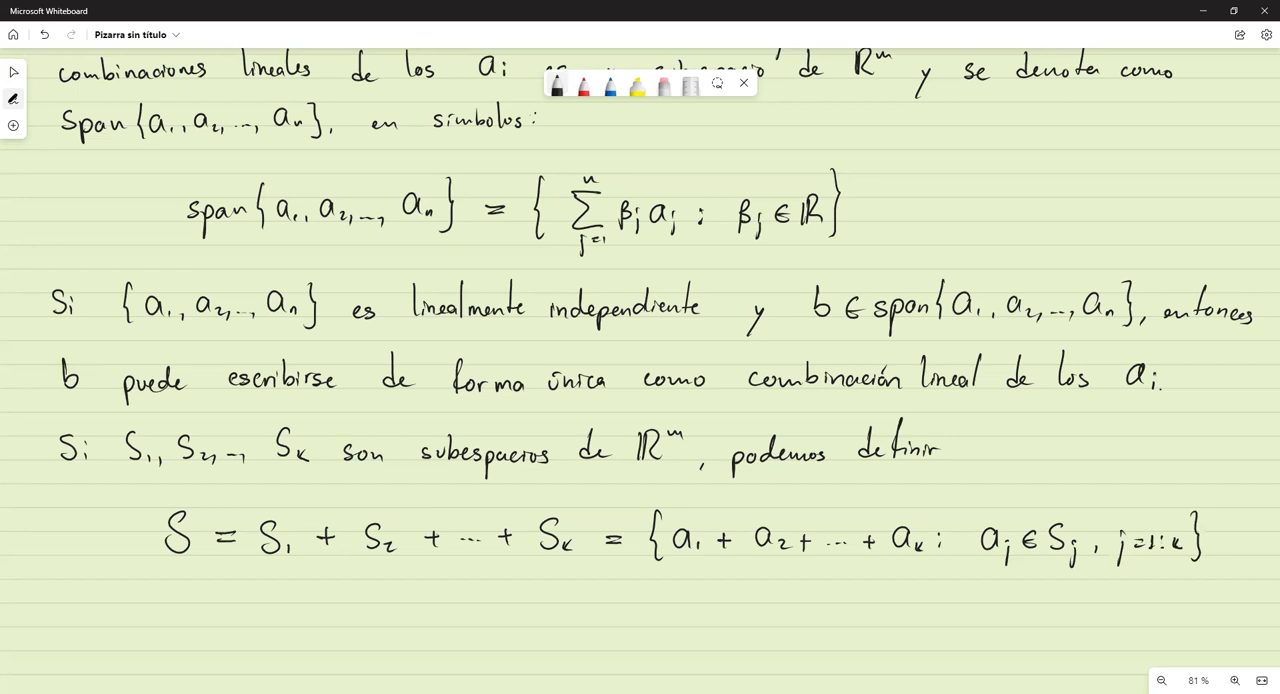 Microsoft Whiteboard
Pizarra sin título
combinaciones lineales de los aᵢ de ℝᵐ y se denota como
Span{a₁, a₂, ..., aₙ}, en símbolos:
span{a₁, a₂, ..., aₙ} = { ∑ⱼ₌₁ⁿ βⱼ aⱼ : βⱼ ∈ ℝ}
Si {a₁, a₂, ..., aₙ} es linealmente independiente y b ∈ span{a₁, a₂, ..., aₙ}, entonces
b puede escribirse de forma única como combinación lineal de los aᵢ.
Si S₁, S₂, ..., Sₖ son subespacios de ℝᵐ, podemos definir
S = S₁ + S₂ + ... + Sₖ = {a₁ + a₂ + ... + aₖ : aⱼ ∈ Sⱼ, j=1:k}
81 %